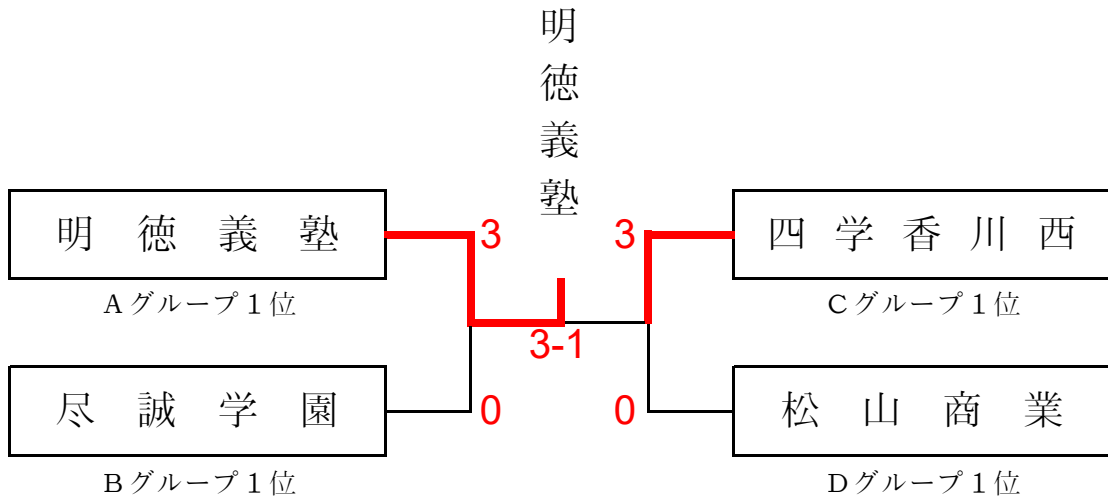 明徳義塾
明徳義塾
3
3
四学香川西
Aグループ1位
Cグループ1位
3-1
尽誠学園
0
0
松山商業
Bグループ1位
Dグループ1位